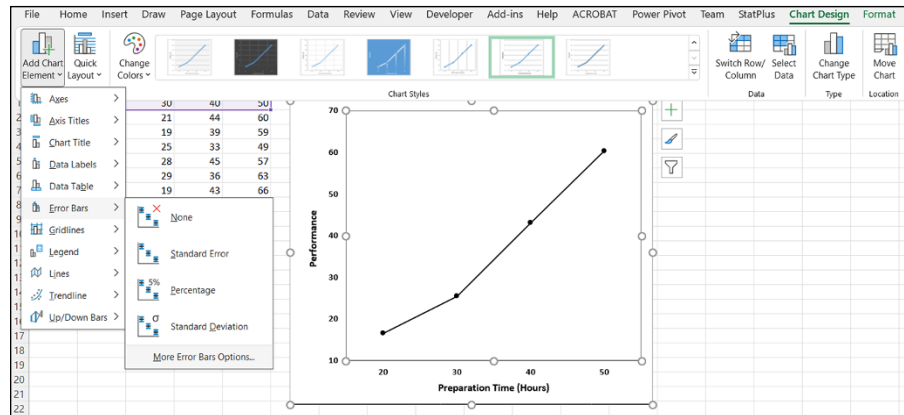 File Home Insert Draw Page Layout Formulas Data Review View Developer Add-ins Help ACROBAT Power Pivot Team StatPlus Chart Design Format
Add Chart Element Quick Layout Change Colors Switch Row/ Column Select Data Change Chart Type Move Chart
Chart Styles Data Type Location
Axes
Axis Titles
Chart Title
Data Labels
Data Table
Error Bars
Gridlines
Legend
Lines
Trendline
Up/Down Bars
None
Standard Error
5%
Percentage
σ
Standard Deviation
More Error Bars Options...
30 40 50
21 44 60
19 39 59
25 33 49
28 45 57
29 36 63
19 43 66
17
18
19
20
21
22
70
60
50
40
30
20
10
Performance
20 30 40 50
Preparation Time (Hours)